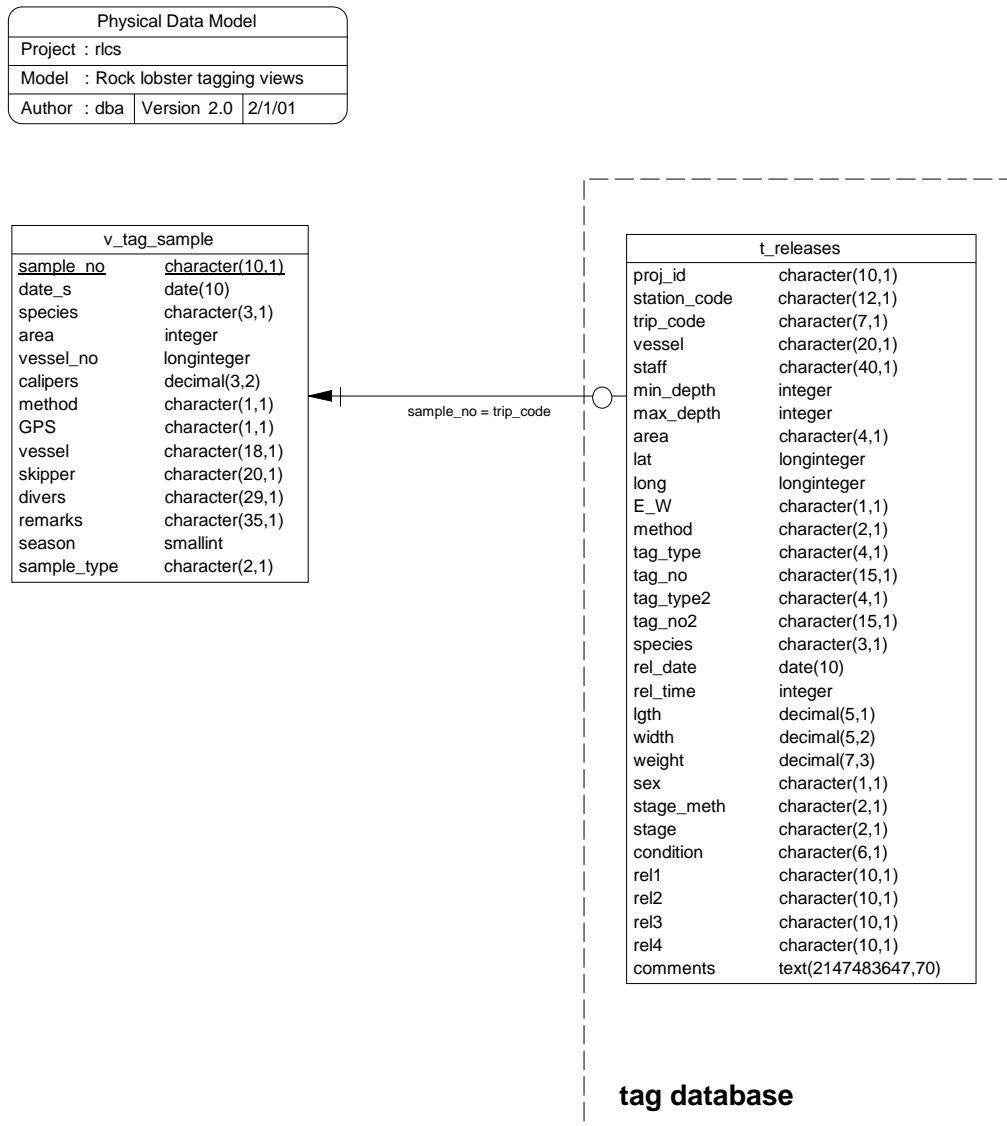 Physical Data Model
Project : rlcs
Model : Rock lobster tagging views
Author : dba Version 2.0 2/1/01
v_tag_sample
sample_no character(10,1)
date_s date(10)
species character(3,1)
area integer
vessel_no longinteger
calipers decimal(3,2)
method character(1,1)
GPS character(1,1)
vessel character(18,1)
skipper character(20,1)
divers character(29,1)
remarks character(35,1)
season smallint
sample_type character(2,1)
sample_no = trip_code
t_releases
proj_id character(10,1)
station_code character(12,1)
trip_code character(7,1)
vessel character(20,1)
staff character(40,1)
min_depth integer
max_depth integer
area character(4,1)
lat longinteger
long longinteger
E_W character(1,1)
method character(2,1)
tag_type character(4,1)
tag_no character(15,1)
tag_type2 character(4,1)
tag_no2 character(15,1)
species character(3,1)
rel_date date(10)
rel_time integer
lgth decimal(5,1)
width decimal(5,2)
weight decimal(7,3)
sex character(1,1)
stage_meth character(2,1)
stage character(2,1)
condition character(6,1)
rel1 character(10,1)
rel2 character(10,1)
rel3 character(10,1)
rel4 character(10,1)
comments text(2147483647,70)
tag database